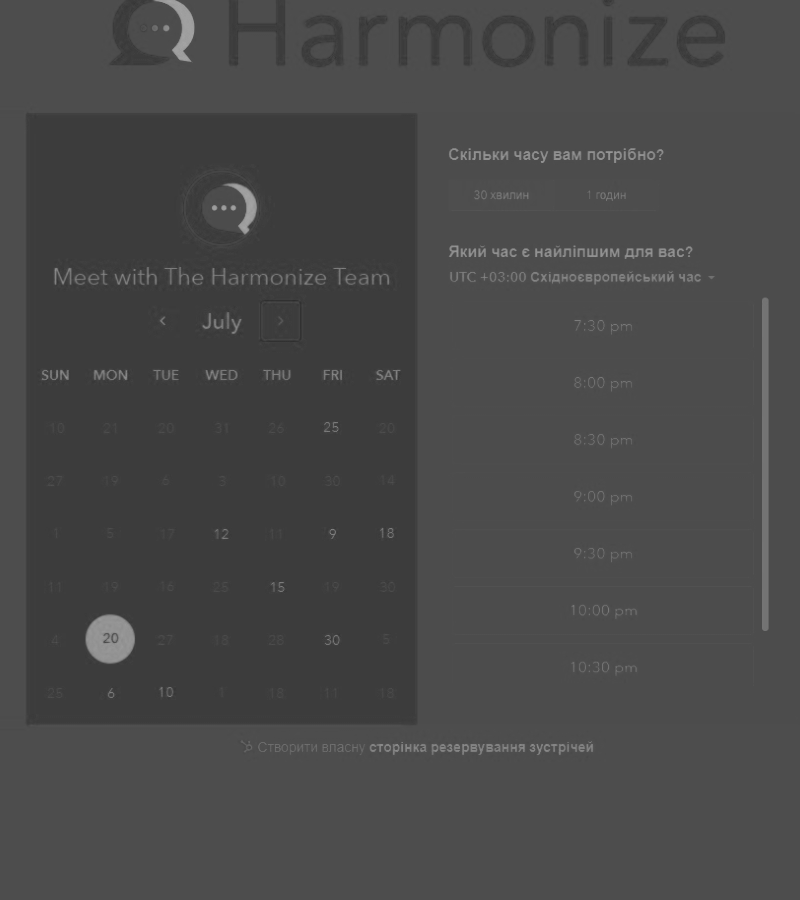 Harmonize
Meet with The Harmonize Team
July
SUN MON TUE WED THU FRI SAT
10 21 20 31 26 25 20
27 19 6 3 10 30 14
1 5 17 12 11 9 18
11 19 16 25 15 19 30
4 20 27 18 28 30 5
25 6 10 1 18 11 18
Скільки часу вам потрібно?
30 хвилин 1 годин
Який час є найліпшим для вас?
UTC +03:00 Східноєвропейський час
7:30 pm
8:00 pm
8:30 pm
9:00 pm
9:30 pm
10:00 pm
10:30 pm
Створити власну сторінка резервування зустрічей